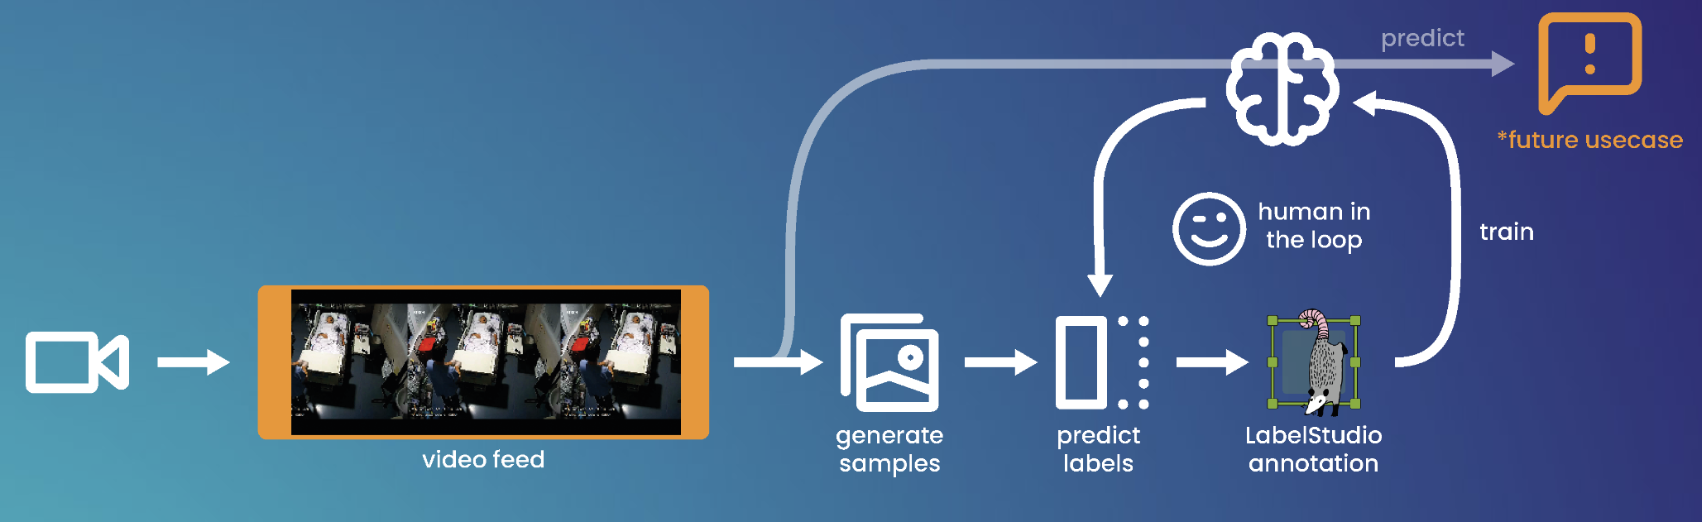 predict
*future usecase
human in
the loop
train
video feed
generate
samples
predict
labels
LabelStudio
annotation